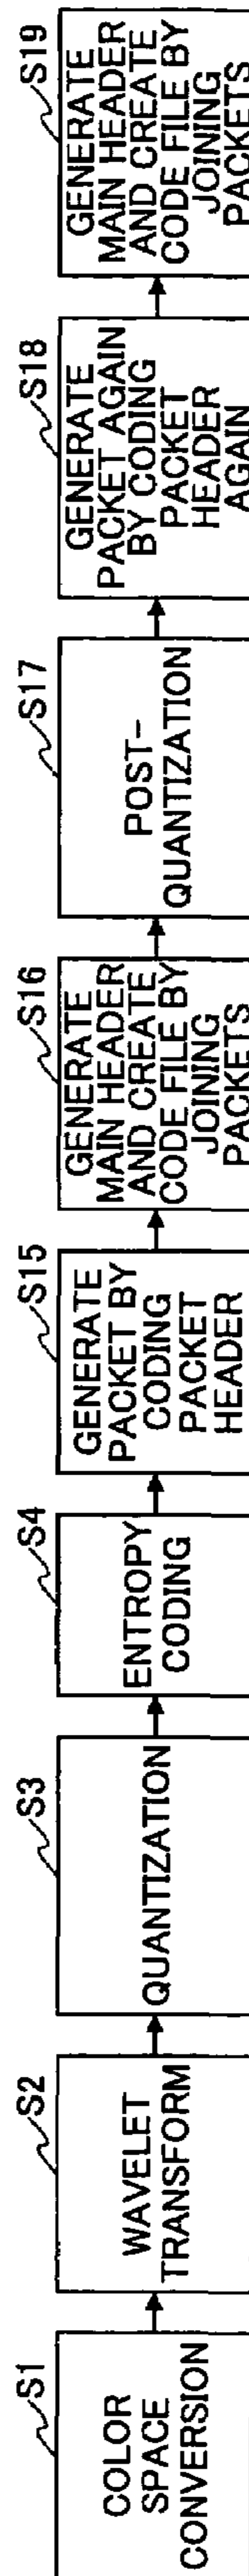 S1
COLOR
SPACE
CONVERSION
S2
WAVELET
TRANSFORM
S3
QUANTIZATION
S4
ENTROPY
CODING
S15
GENERATE
PACKET BY
CODING
PACKET
HEADER
S16
GENERATE
MAIN HEADER
AND CREATE
CODE FILE BY
JOINING
PACKETS
S17
POST-
QUANTIZATION
S18
GENERATE
PACKET AGAIN
BY CODING
PACKET
HEADER
AGAIN
S19
GENERATE
MAIN HEADER
AND CREATE
CODE FILE BY
JOINING
PACKETS